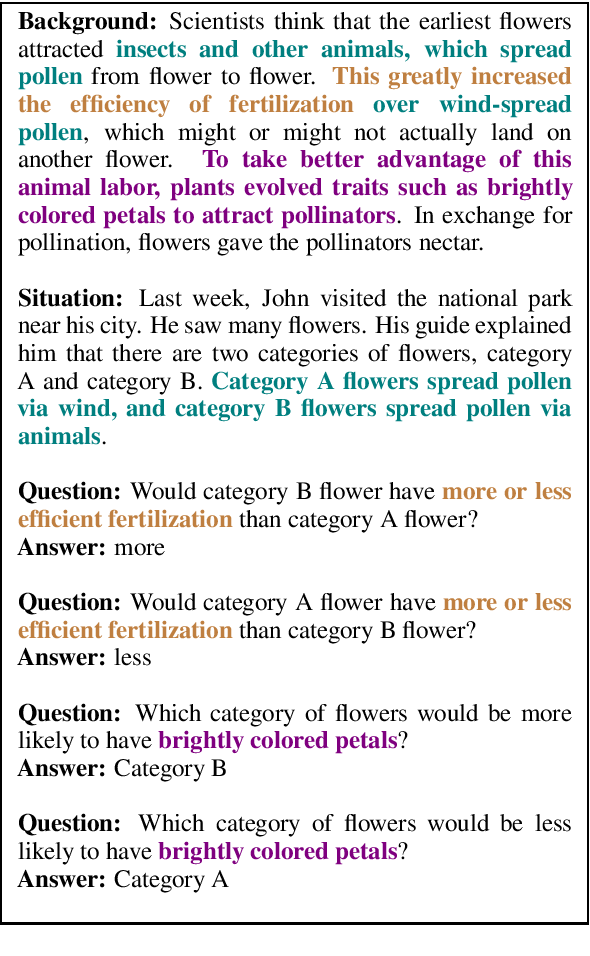 Background: Scientists think that the earliest flowers
attracted insects and other animals, which spread
pollen from flower to flower. This greatly increased
the efficiency of fertilization over wind-spread
pollen, which might or might not actually land on
another flower. To take better advantage of this
animal labor, plants evolved traits such as brightly
colored petals to attract pollinators. In exchange for
pollination, flowers gave the pollinators nectar.
Situation: Last week, John visited the national park
near his city. He saw many flowers. His guide explained
him that there are two categories of flowers, category
A and category B. Category A flowers spread pollen
via wind, and category B flowers spread pollen via
animals.
Question: Would category B flower have more or less
efficient fertilization than category A flower?
Answer: more
Question: Would category A flower have more or less
efficient fertilization than category B flower?
Answer: less
Question: Which category of flowers would be more
likely to have brightly colored petals?
Answer: Category B
Question: Which category of flowers would be less
likely to have brightly colored petals?
Answer: Category A